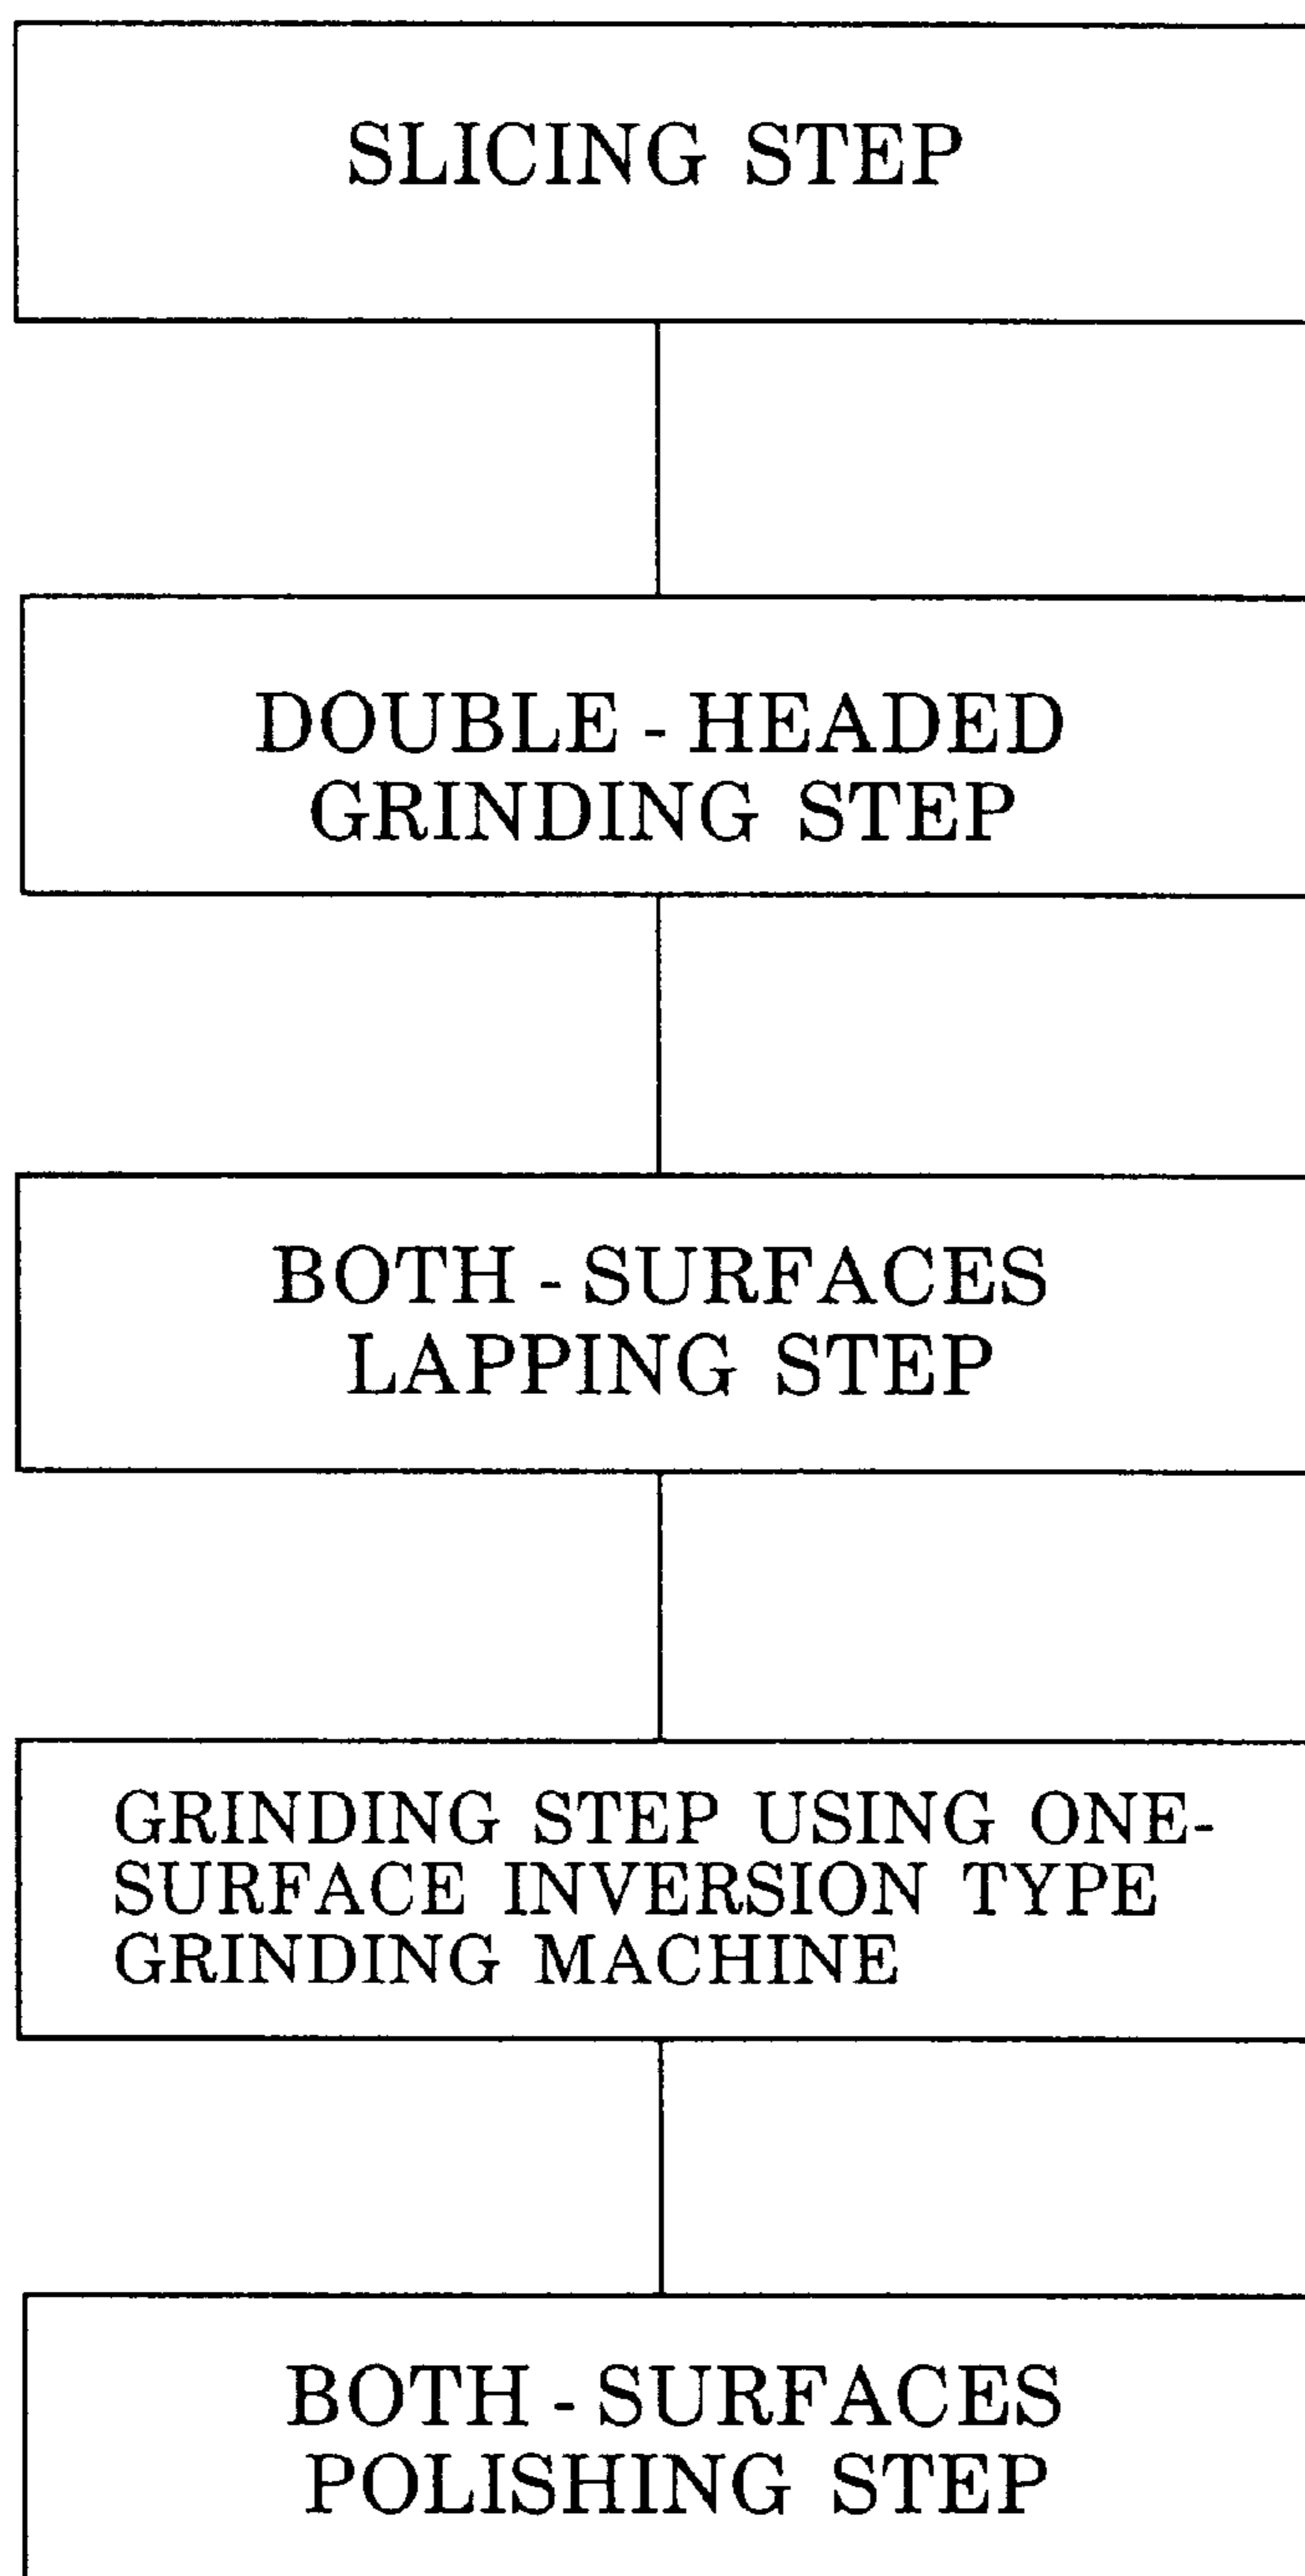 SLICING STEP
DOUBLE - HEADED
GRINDING STEP
BOTH - SURFACES
LAPPING STEP
GRINDING STEP USING ONE-
SURFACE INVERSION TYPE
GRINDING MACHINE
BOTH - SURFACES
POLISHING STEP